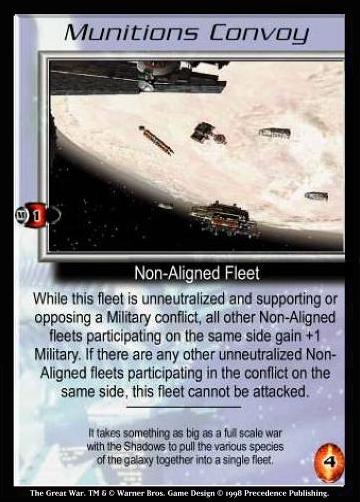 Munitions Convoy
M 1
Non-Aligned Fleet
While this fleet is unneutralized and supporting or
opposing a Military conflict, all other Non-Aligned
fleets participating on the same side gain +1
Military. If there are any other unneutralized Non-
Aligned fleets participating in the conflict on the
same side, this fleet cannot be attacked.
It takes something as big as a full scale war
with the Shadows to pull the various species
of the galaxy together into a single fleet.
4
The Great War. TM & © Warner Bros. Game Design © 1998 Precedence Publishing.